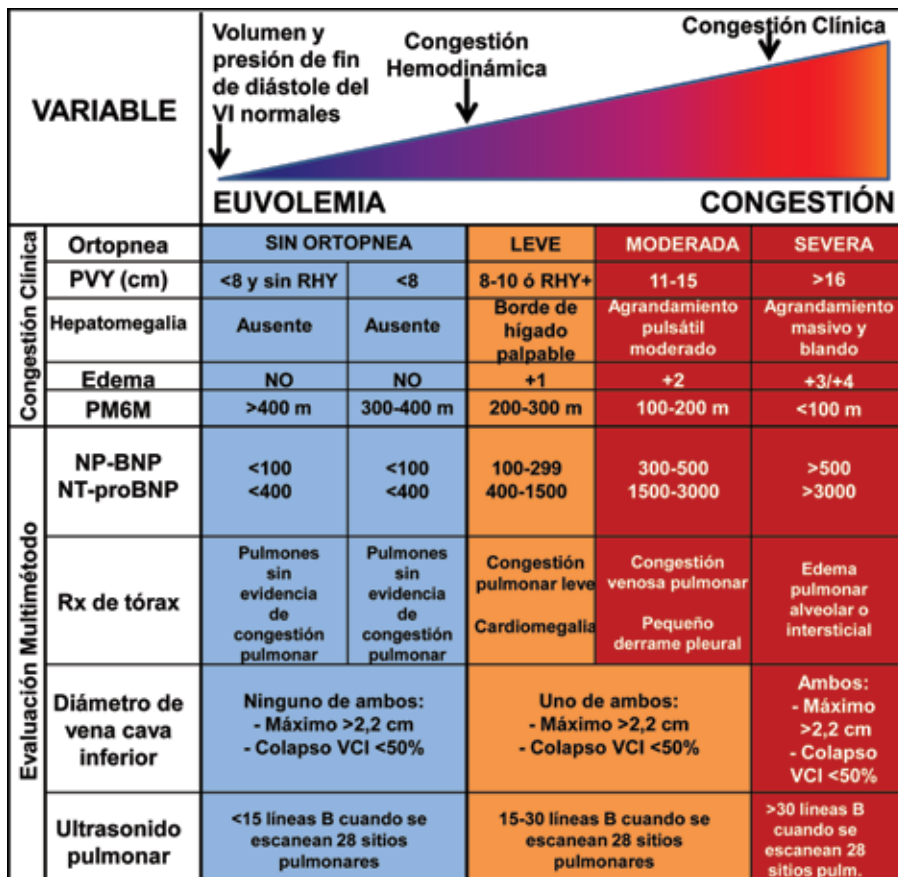 VARIABLE
Volumen y
presión de fin
de diástole del
VI normales
Congestión
Hemodinámica
Congestión Clínica
EUVOLEMIA
CONGESTIÓN
Congestión Clínica
Ortopnea
SIN ORTOPNEA
LEVE
MODERADA
SEVERA
PVY (cm)
<8 y sin RHY
<8
8-10 ó RHY+
11-15
>16
Hepatomegalia
Ausente
Ausente
Borde de
hígado
palpable
Agrandamiento
pulsátil
moderado
Agrandamiento
masivo y
blando
Edema
NO
NO
+1
+2
+3/+4
PM6M
>400 m
300-400 m
200-300 m
100-200 m
<100 m
Evaluación Multimétodo
NP-BNP
NT-proBNP
<100
<400
<100
<400
100-299
400-1500
300-500
1500-3000
>500
>3000
Rx de tórax
Pulmones
sin
evidencia
de
congestión
pulmonar
Pulmones
sin
evidencia
de
congestión
pulmonar
Congestión
pulmonar leve
Cardiomegalia
Congestión
venosa pulmonar
Pequeño
derrame pleural
Edema
pulmonar
alveolar o
intersticial
Diámetro de
vena cava
inferior
Ninguno de ambos:
- Máximo >2,2 cm
- Colapso VCI <50%
Uno de ambos:
- Máximo >2,2 cm
- Colapso VCI <50%
Ambos:
- Máximo
>2,2 cm
- Colapso
VCI <50%
Ultrasonido
pulmonar
<15 líneas B cuando se
escanean 28 sitios
pulmonares
15-30 líneas B cuando se
escanean 28 sitios
pulmonares
>30 líneas B
cuando se
escanean 28
sitios pulm.